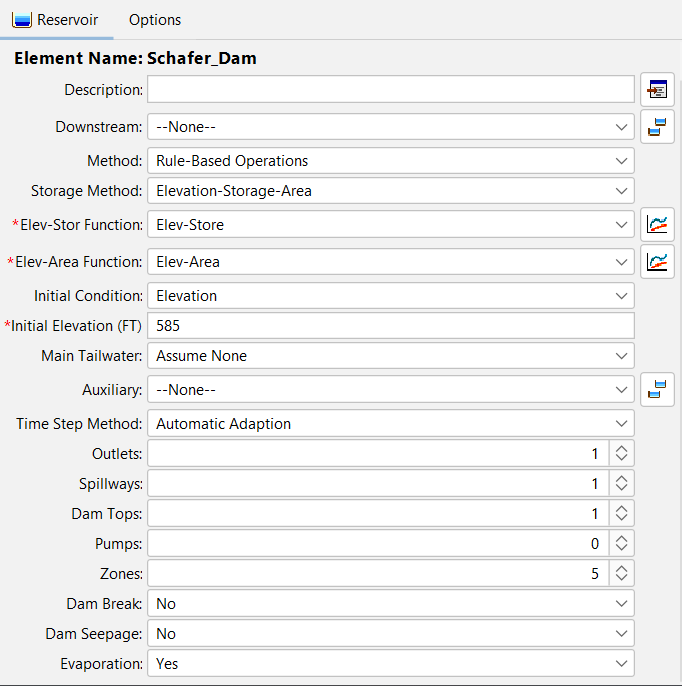 Reservoir Options
Element Name: Schafer_Dam
Description:
Downstream: --None--
Method: Rule-Based Operations
Storage Method: Elevation-Storage-Area
*Elev-Stor Function: Elev-Store
*Elev-Area Function: Elev-Area
Initial Condition: Elevation
*Initial Elevation (FT) 585
Main Tailwater: Assume None
Auxiliary: --None--
Time Step Method: Automatic Adaption
Outlets: 1
Spillways: 1
Dam Tops: 1
Pumps: 0
Zones: 5
Dam Break: No
Dam Seepage: No
Evaporation: Yes